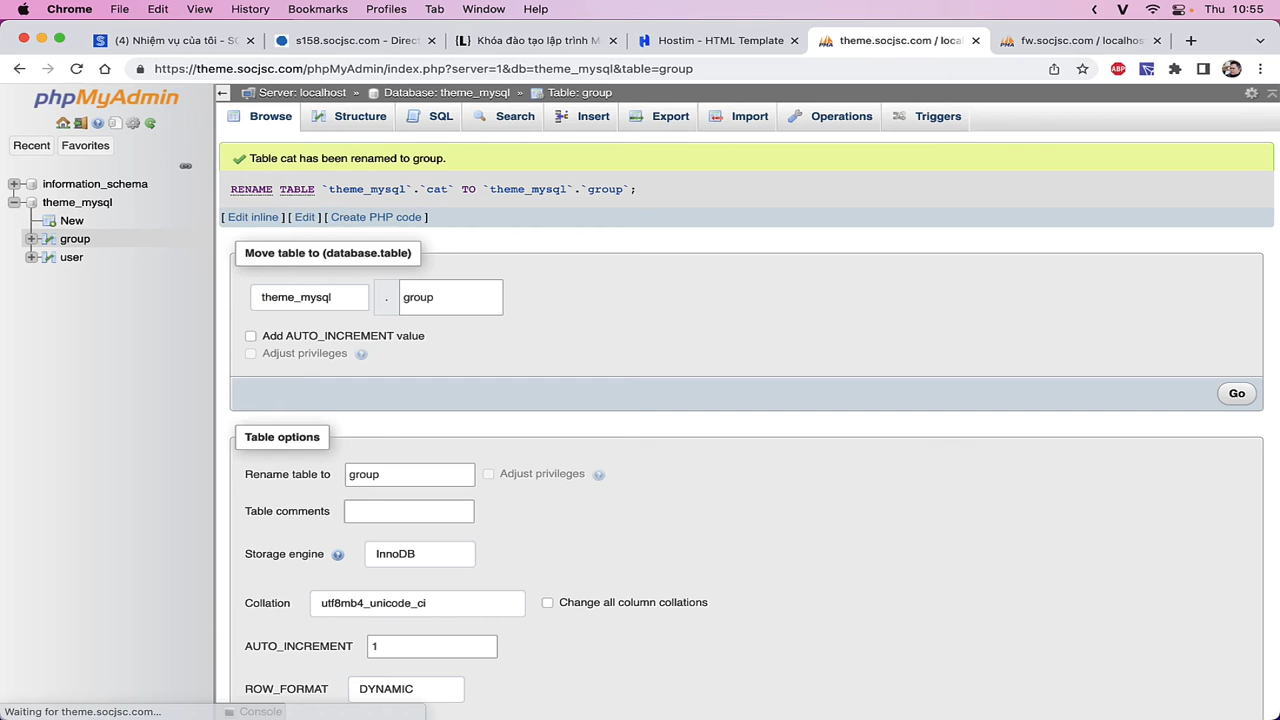 Chrome File Edit View History Bookmarks Profiles Tab Window Help Thu 10:55
(4) Nhiệm vụ của tôi - SO
s158.socjsc.com - Direct
Khóa đào tạo lập trình M
Hostim - HTML Template
theme.socjsc.com / local
fw.socjsc.com / localhos
https://theme.socjsc.com/phpMyAdmin/index.php?server=1&db=theme_mysql&table=group
phpMyAdmin
Recent Favorites
information_schema
theme_mysql
New
group
user
Server: localhost » Database: theme_mysql » Table: group
Browse Structure SQL Search Insert Export Import Operations Triggers
Table cat has been renamed to group.
RENAME TABLE `theme_mysql`.`cat` TO `theme_mysql`.`group`;
[ Edit inline ] [ Edit ] [ Create PHP code ]
Move table to (database.table)
theme_mysql . group
Add AUTO_INCREMENT value
Adjust privileges
Go
Table options
Rename table to group Adjust privileges
Table comments
Storage engine InnoDB
Collation utf8mb4_unicode_ci Change all column collations
AUTO_INCREMENT 1
ROW_FORMAT DYNAMIC
Waiting for theme.socjsc.com... Console